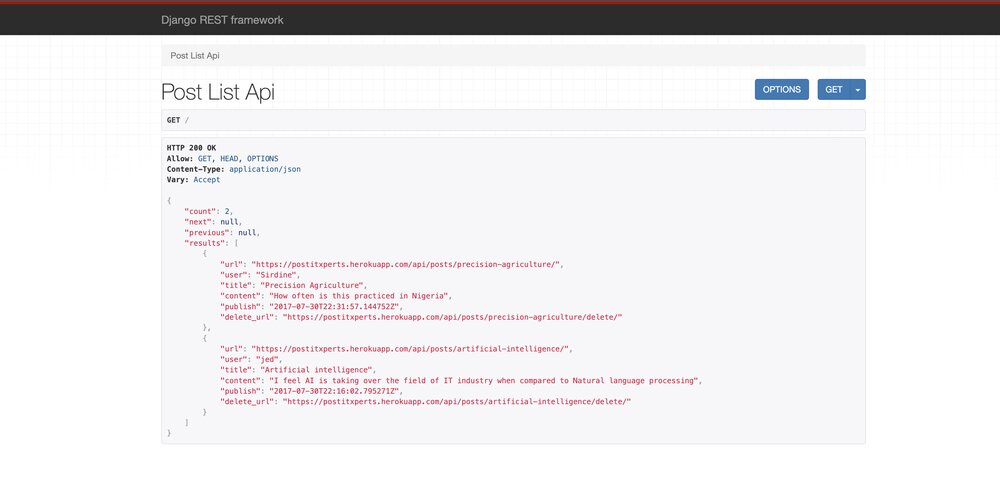 Django REST framework
Post List Api
Post List Api
OPTIONS
GET
GET /
HTTP 200 OK
Allow: GET, HEAD, OPTIONS
Content-Type: application/json
Vary: Accept
{
    "count": 2,
    "next": null,
    "previous": null,
    "results": [
        {
            "url": "https://postitxperts.herokuapp.com/api/posts/precision-agriculture/",
            "user": "Sirdine",
            "title": "Precision Agriculture",
            "content": "How often is this practiced in Nigeria",
            "publish": "2017-07-30T22:31:57.144752Z",
            "delete_url": "https://postitxperts.herokuapp.com/api/posts/precision-agriculture/delete/"
        },
        {
            "url": "https://postitxperts.herokuapp.com/api/posts/artificial-intelligence/",
            "user": "jed",
            "title": "Artificial intelligence",
            "content": "I feel AI is taking over the field of IT industry when compared to Natural language processing",
            "publish": "2017-07-30T22:16:02.795271Z",
            "delete_url": "https://postitxperts.herokuapp.com/api/posts/artificial-intelligence/delete/"
        }
    ]
}